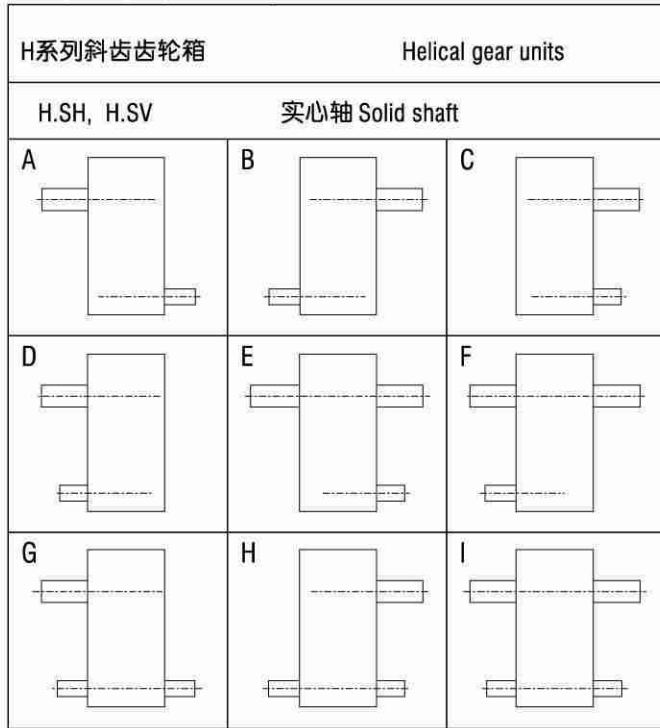 H系列斜齿齿轮箱 Helical gear units
H.SH, H.SV 实心轴 Solid shaft
A B C
D E F
G H I